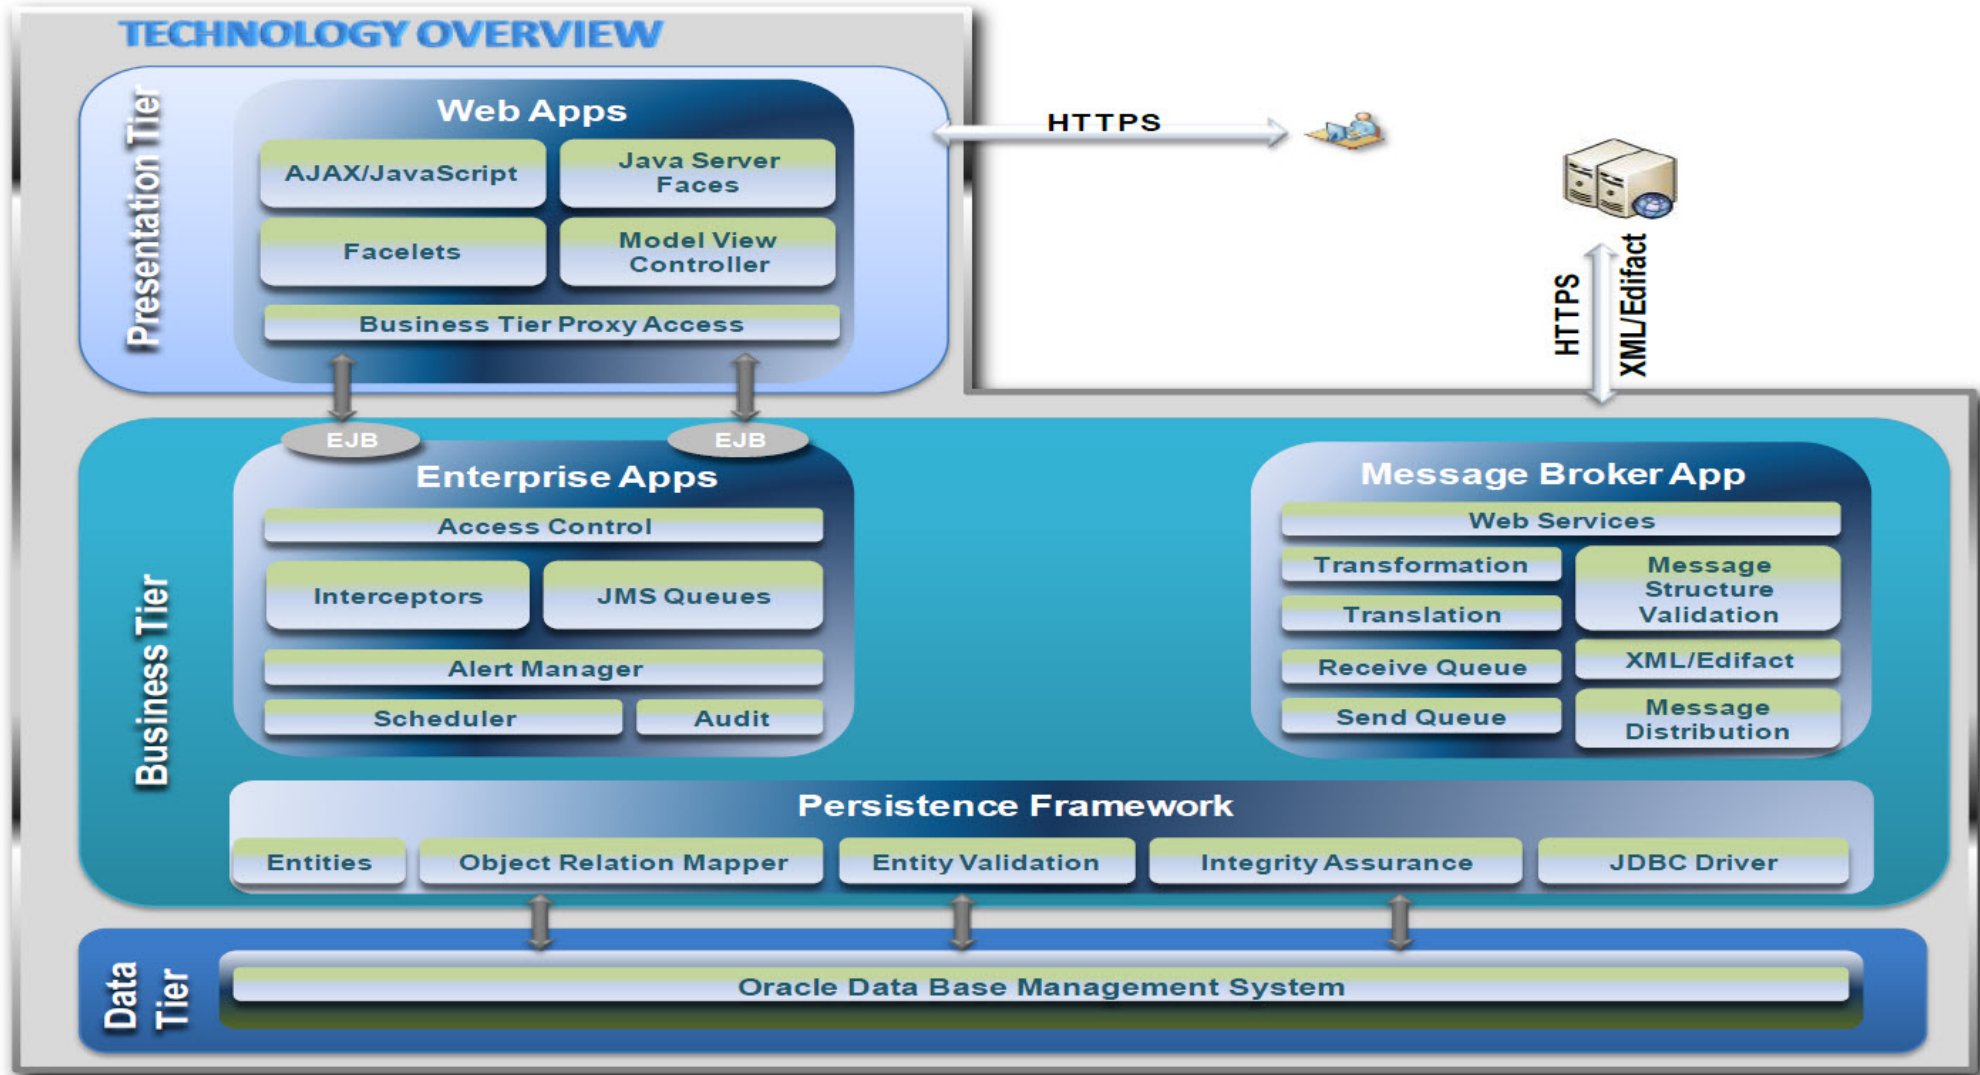 TECHNOLOGY OVERVIEW
Presentation Tier
Web Apps
AJAX/JavaScript
Java Server
Faces
Facelets
Model View
Controller
Business Tier Proxy Access
HTTPS
HTTPS
XML/Edifact
Business Tier
EJB
EJB
Enterprise Apps
Access Control
Interceptors
JMS Queues
Alert Manager
Scheduler
Audit
Message Broker App
Web Services
Transformation
Translation
Receive Queue
Send Queue
Message
Structure
Validation
XML/Edifact
Message
Distribution
Persistence Framework
Entities
Object Relation Mapper
Entity Validation
Integrity Assurance
JDBC Driver
Data
Tier
Oracle Data Base Management System